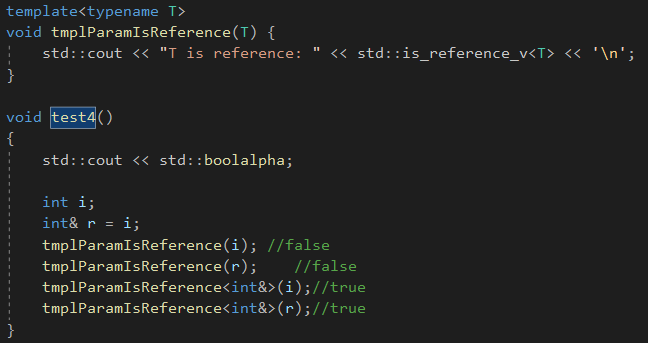 template<typename T>
void tmplParamIsReference(T) {
    std::cout << "T is reference: " << std::is_reference_v<T> << '\n';
}

void test4()
{
    std::cout << std::boolalpha;

    int i;
    int& r = i;
    tmplParamIsReference(i); //false
    tmplParamIsReference(r);    //false
    tmplParamIsReference<int&>(i);//true
    tmplParamIsReference<int&>(r);//true
}